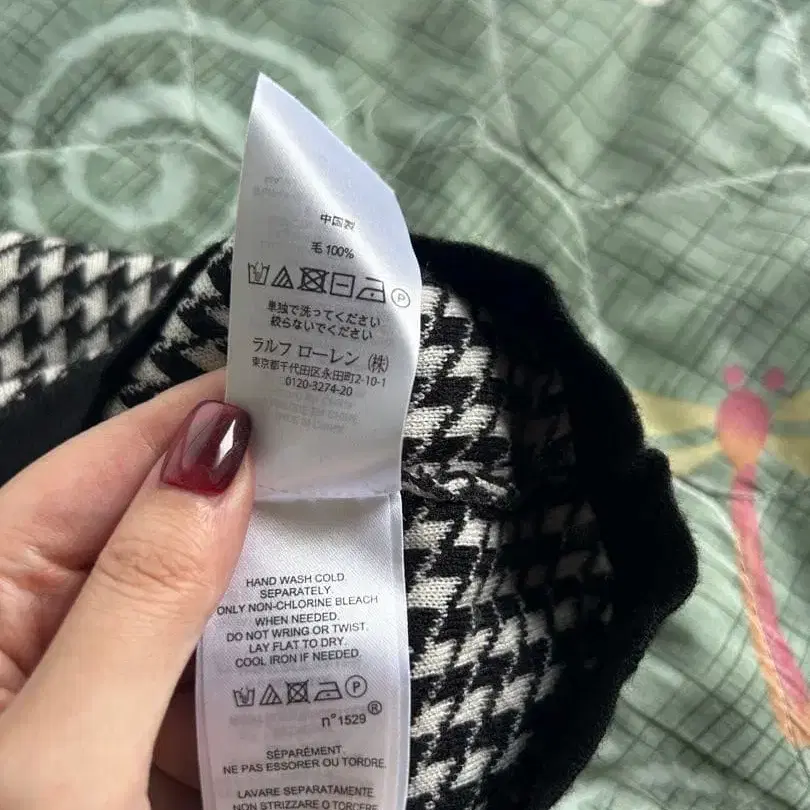 中国製
毛 100%
P
単独で洗ってください
絞らないでください
ラルフ ローレン (株)
東京都千代田区永田町2-10-1
0120-3274-20
HAND WASH COLD.
SEPARATELY.
ONLY NON-CHLORINE BLEACH
WHEN NEEDED.
DO NOT WRING OR TWIST.
LAY FLAT TO DRY.
COOL IRON IF NEEDED.
P
n°1529®
SÉPARÉMENT.
NE PAS ESSORER OU TORDRE.
LAVARE SEPARATAMENTE
NON STRIZZARE O TORCERE